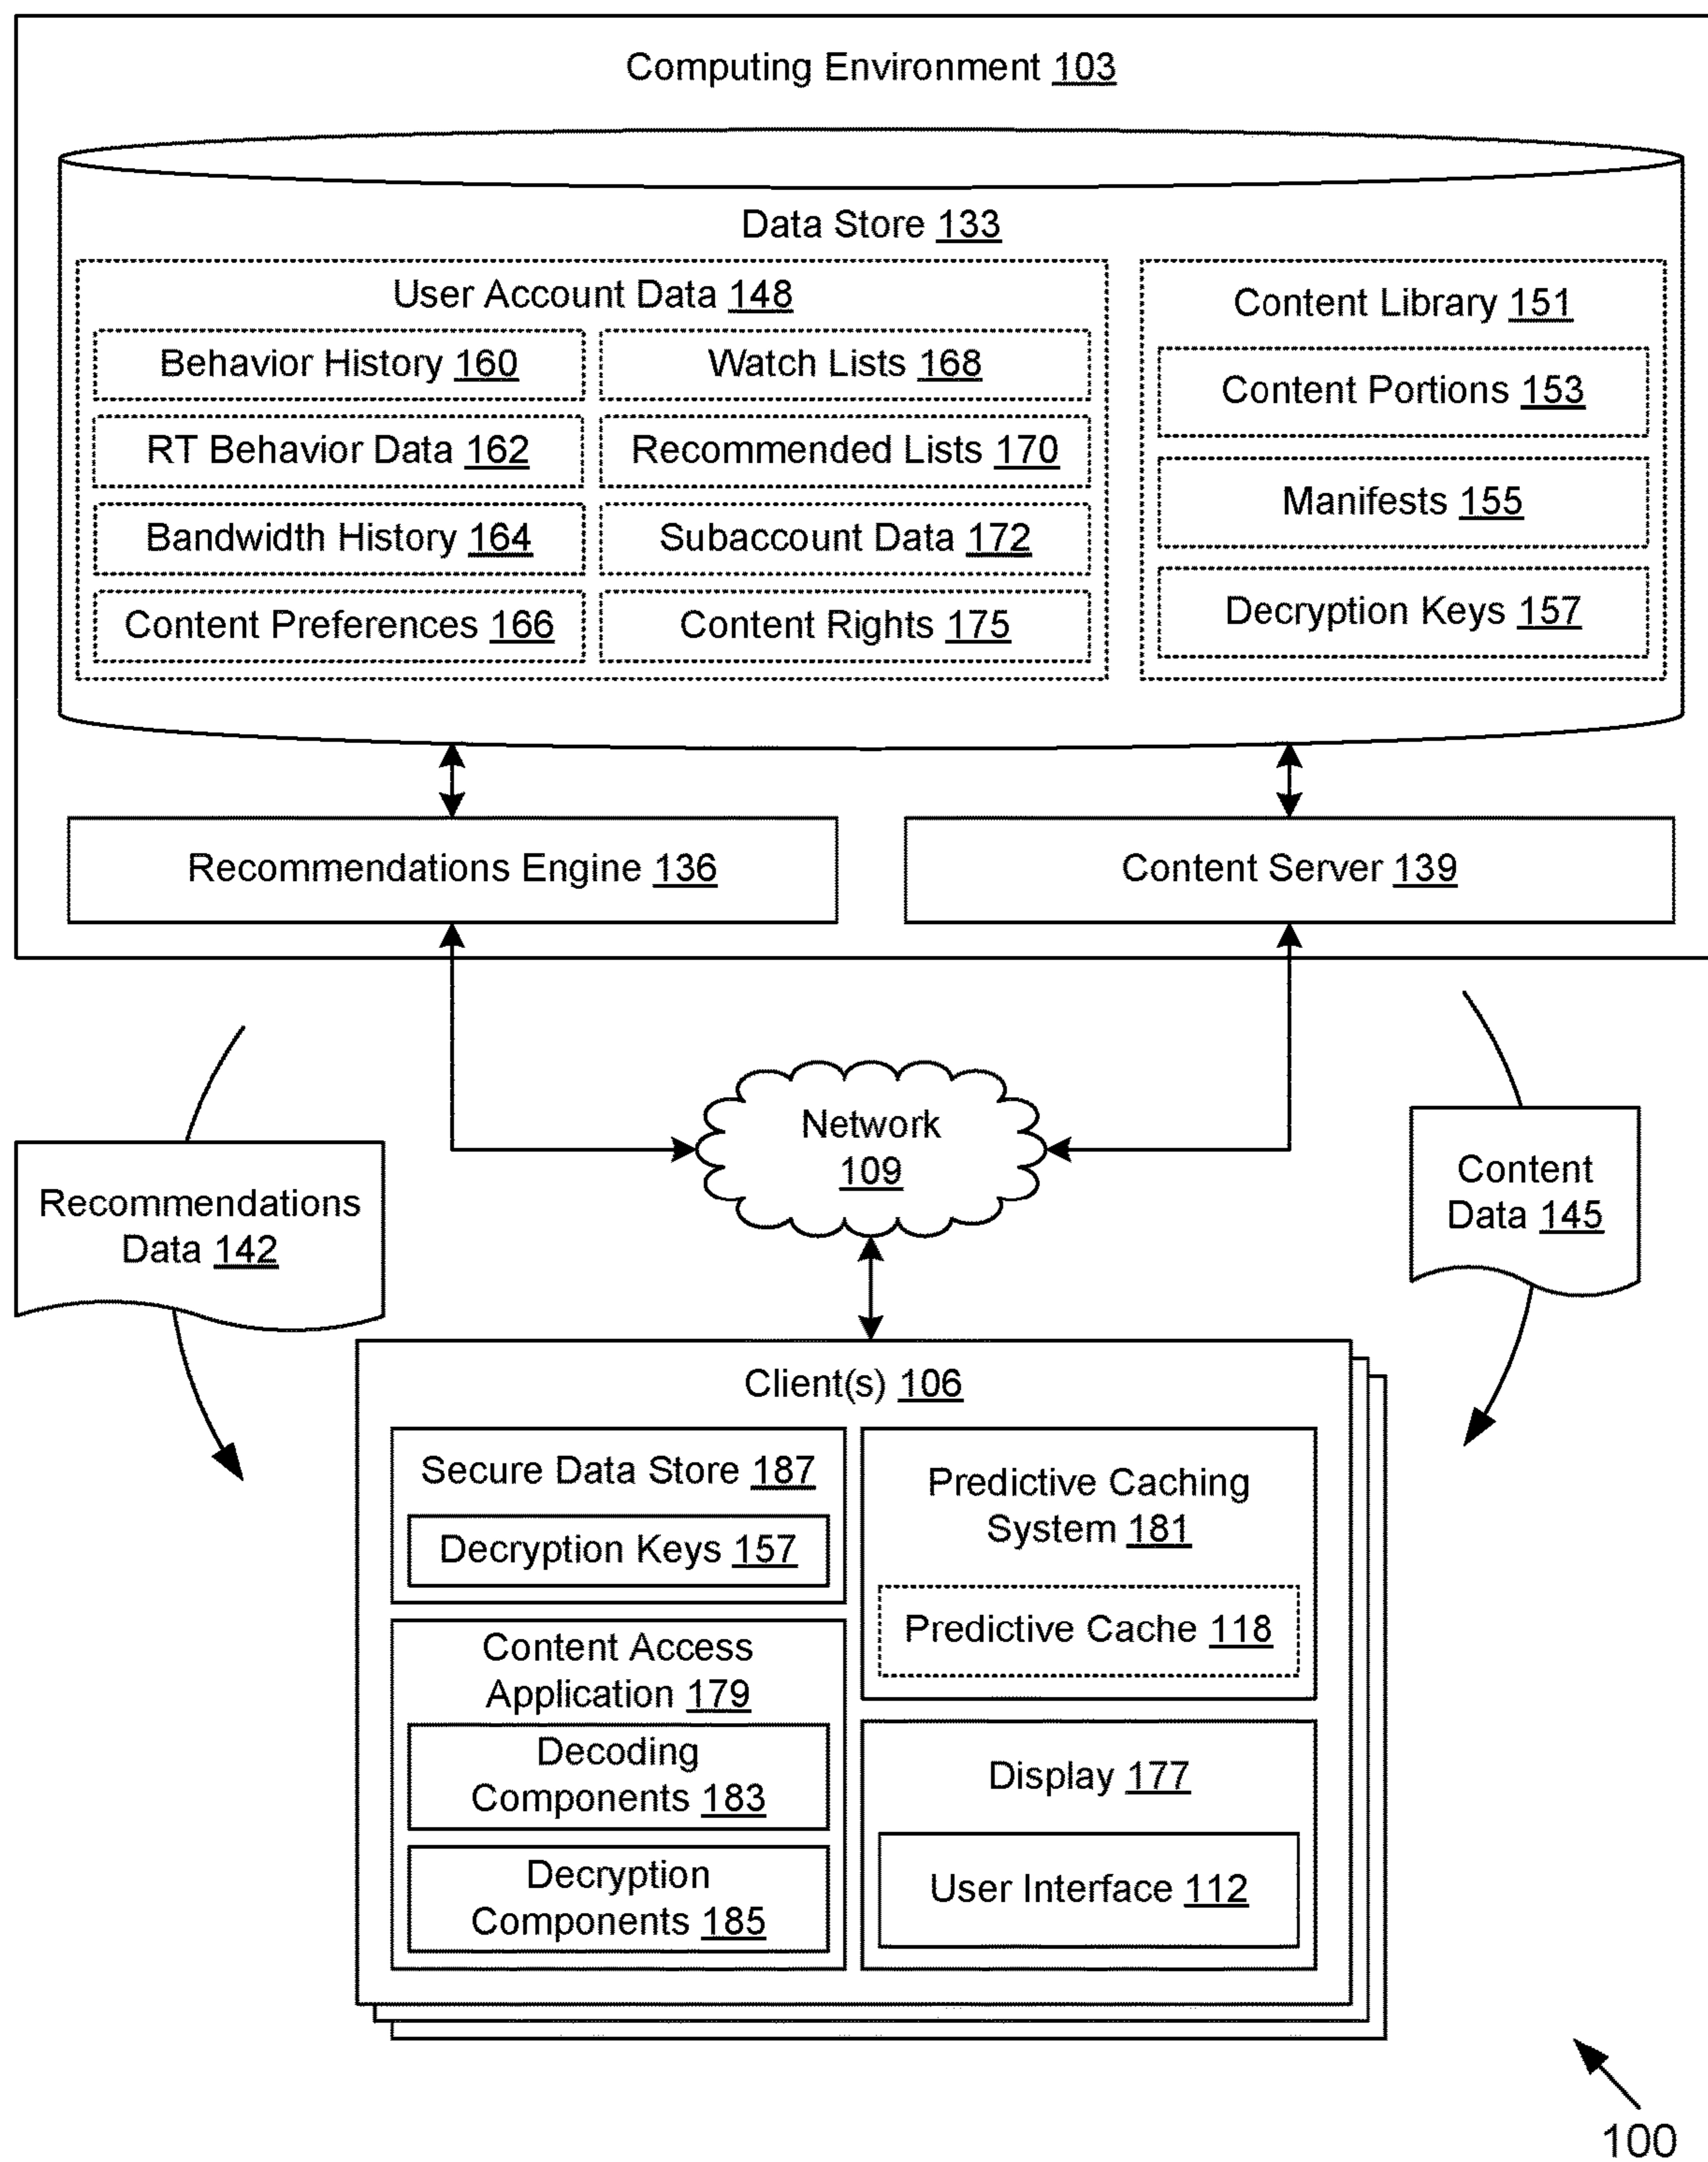 Computing Environment 103
Data Store 133
User Account Data 148
Behavior History 160
Watch Lists 168
RT Behavior Data 162
Recommended Lists 170
Bandwidth History 164
Subaccount Data 172
Content Preferences 166
Content Rights 175
Content Library 151
Content Portions 153
Manifests 155
Decryption Keys 157
Recommendations Engine 136
Content Server 139
Network
109
Recommendations
Data 142
Content
Data 145
Client(s) 106
Secure Data Store 187
Decryption Keys 157
Content Access
Application 179
Decoding
Components 183
Decryption
Components 185
Predictive Caching
System 181
Predictive Cache 118
Display 177
User Interface 112
100